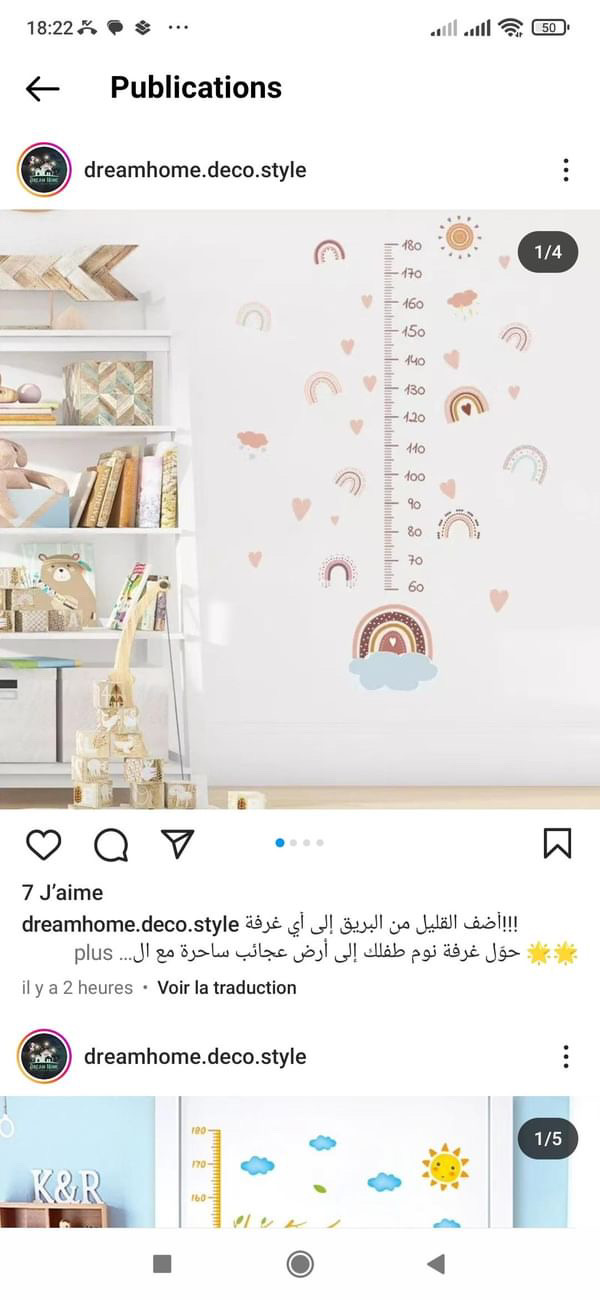 18:22
50
Publications
dreamhome.deco.style
1/4
180
170
160
150
140
130
120
110
100
90
80
70
60
7 J’aime
dreamhome.deco.style أضف القليل من البريق إلى أي غرفة!!!
🌟🌟 حوّل غرفة نوم طفلك إلى أرض عجائب ساحرة مع ال... plus
il y a 2 heures • Voir la traduction
dreamhome.deco.style
1/5
180
170
160
K&R